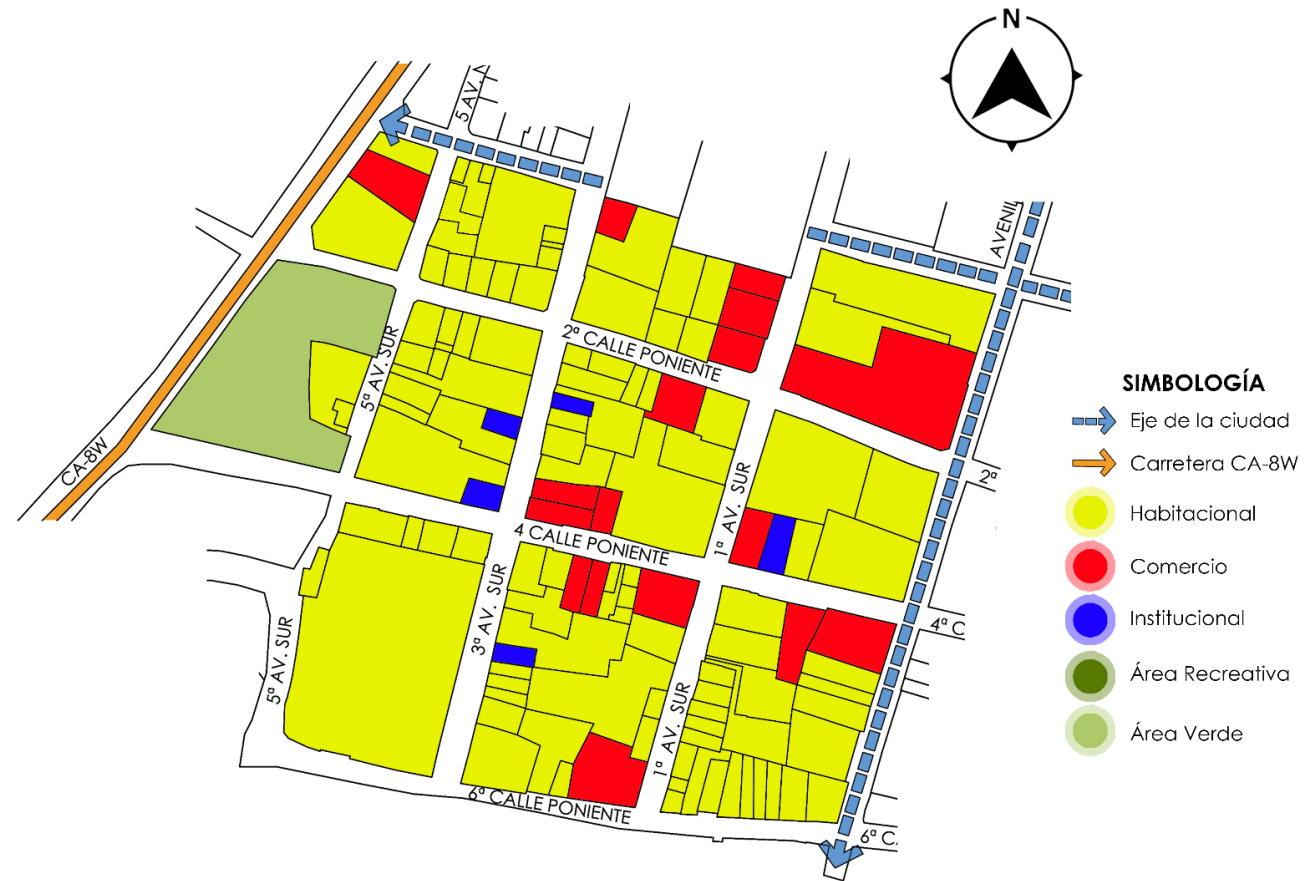 N
5 AV. 
AVENI
2ª CALLE PONIENTE
5ª AV. SUR
CA-8W
2ª
1ª AV. SUR
4 CALLE PONIENTE
3ª AV. SUR
4ª C
5ª AV. SUR
1ª AV. SUR
6ª CALLE PONIENTE
6ª C
SIMBOLOGÍA
Eje de la ciudad
Carretera CA-8W
Habitacional
Comercio
Institucional
Área Recreativa
Área Verde